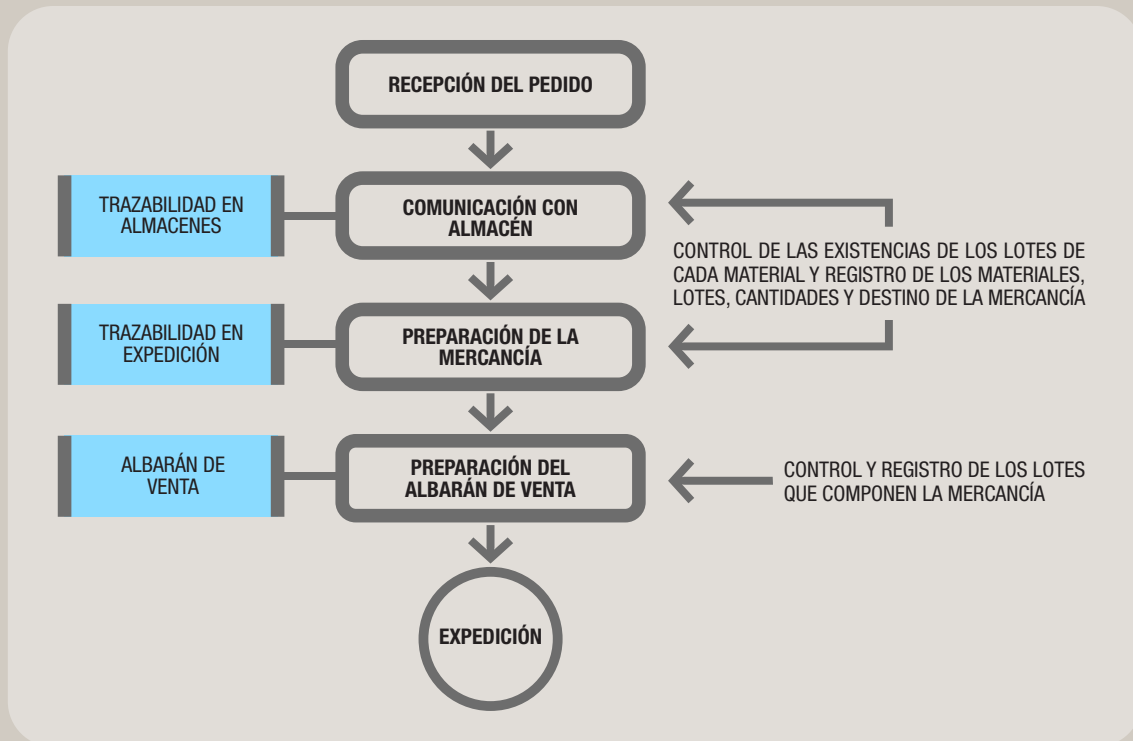 RECEPCIÓN DEL PEDIDO
TRAZABILIDAD EN
ALMACENES
COMUNICACIÓN CON
ALMACÉN
CONTROL DE LAS EXISTENCIAS DE LOS LOTES DE
CADA MATERIAL Y REGISTRO DE LOS MATERIALES,
LOTES, CANTIDADES Y DESTINO DE LA MERCANCÍA
TRAZABILIDAD EN
EXPEDICIÓN
PREPARACIÓN DE LA
MERCANCÍA
ALBARÁN DE
VENTA
PREPARACIÓN DEL
ALBARÁN DE VENTA
CONTROL Y REGISTRO DE LOS LOTES
QUE COMPONEN LA MERCANCÍA
EXPEDICIÓN